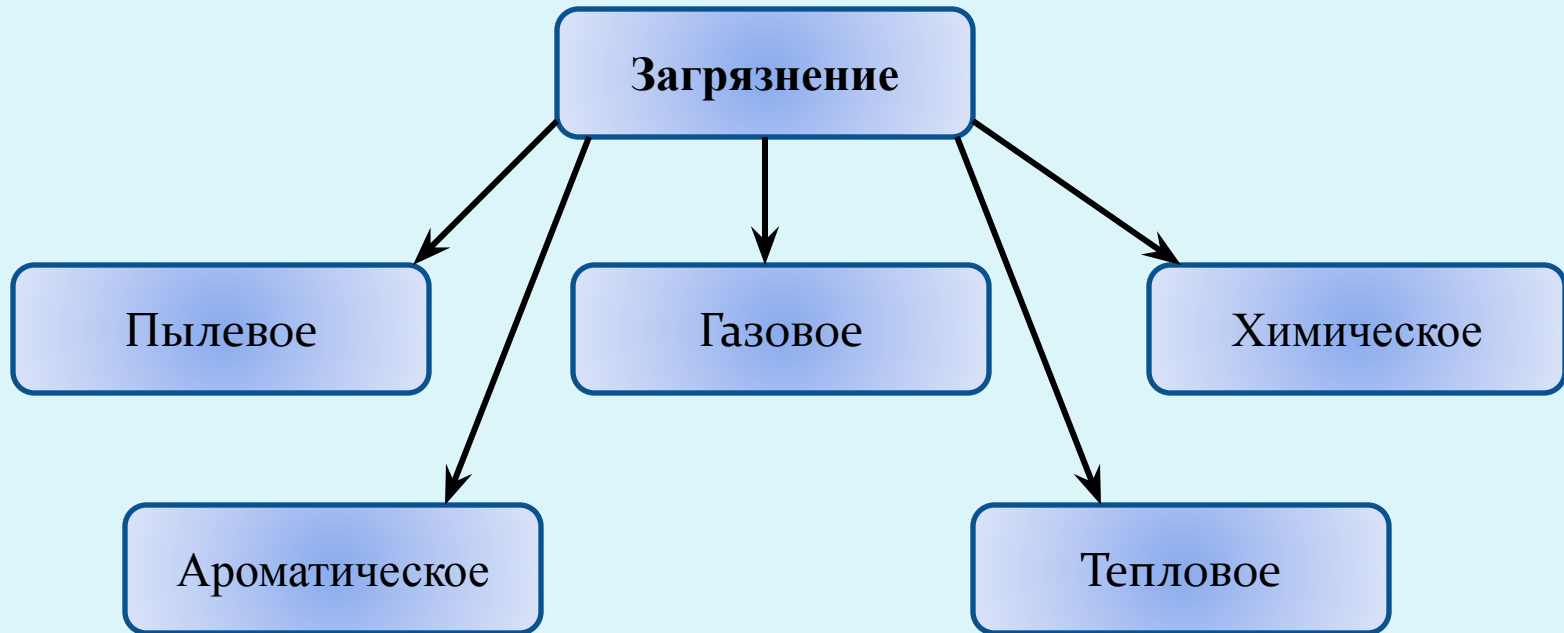 Загрязнение
Пылевое
Газовое
Химическое
Ароматическое
Тепловое